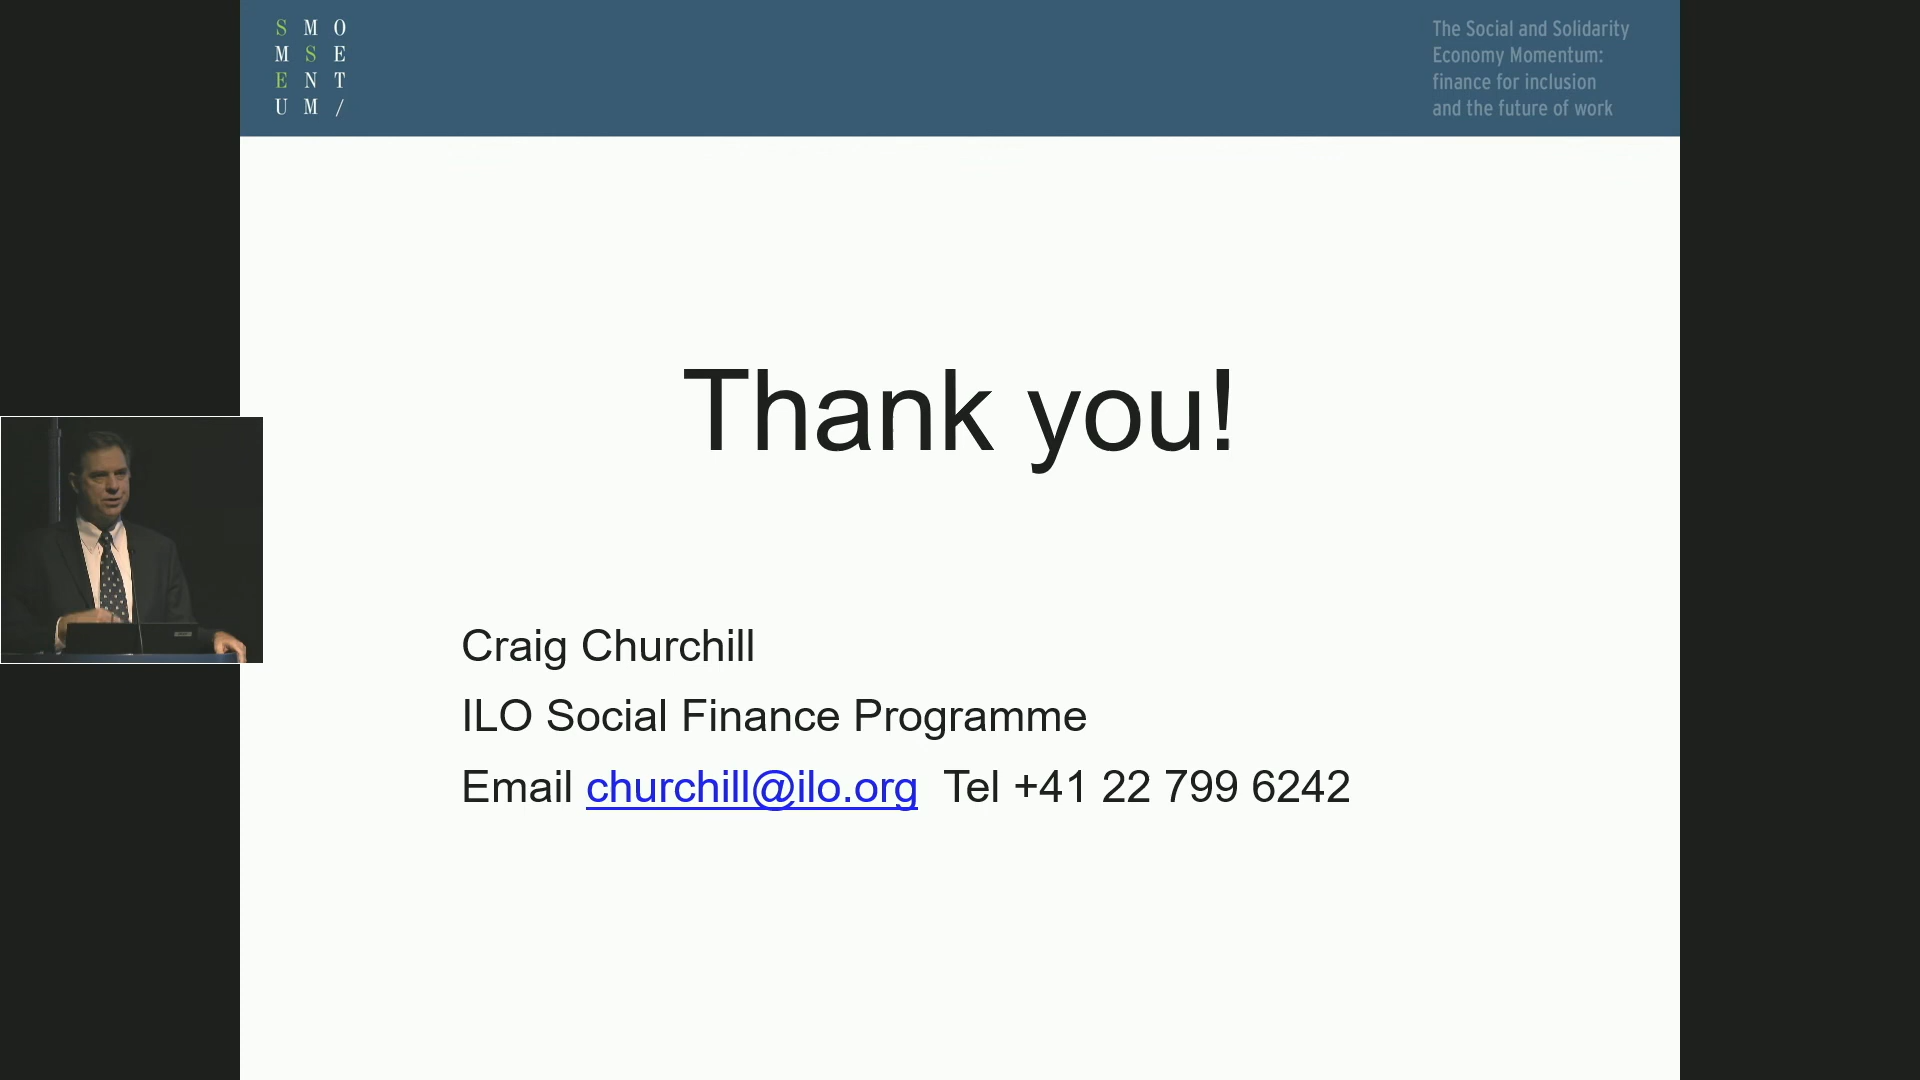 S M O
M S E
E N T
U M /
The Social and Solidarity
Economy Momentum:
finance for inclusion
and the future of work
Thank you!
Craig Churchill
ILO Social Finance Programme
Email churchill@ilo.org Tel +41 22 799 6242